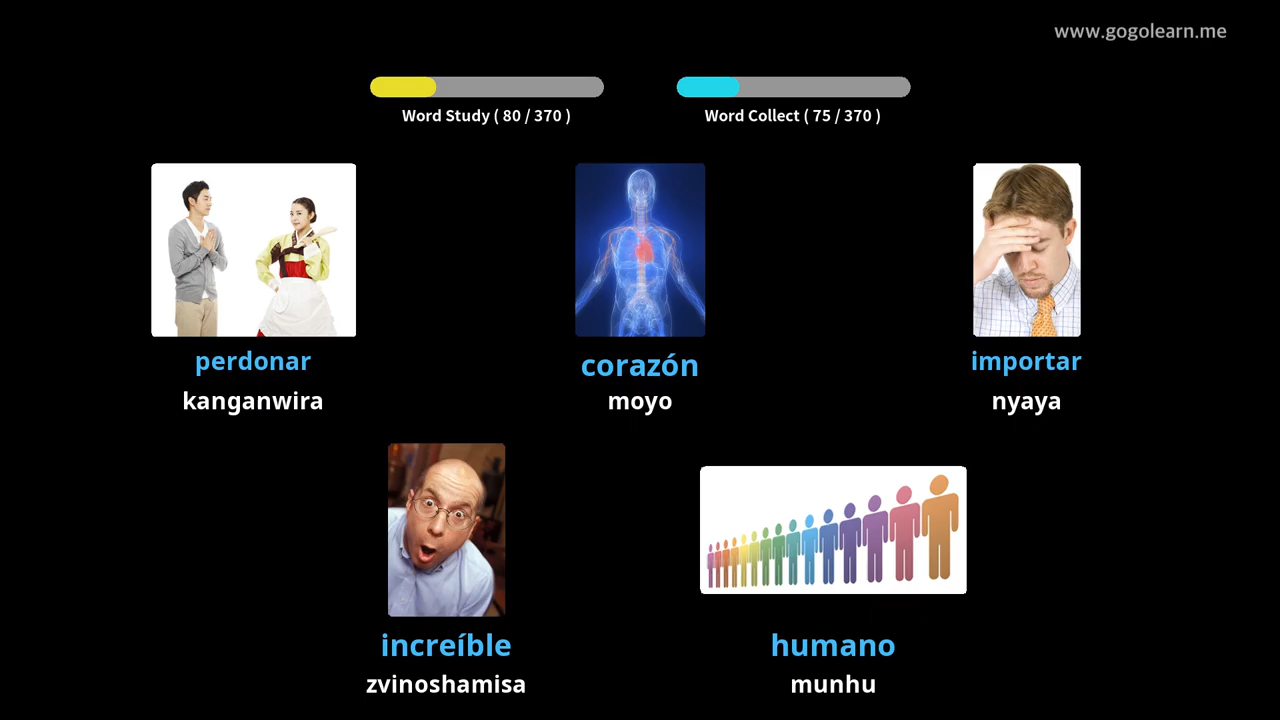 www.gogolearn.me
Word Study ( 80 / 370 )
Word Collect ( 75 / 370 )
perdonar
kanganwira
corazón
moyo
importar
nyaya
increíble
zvinoshamisa
humano
munhu